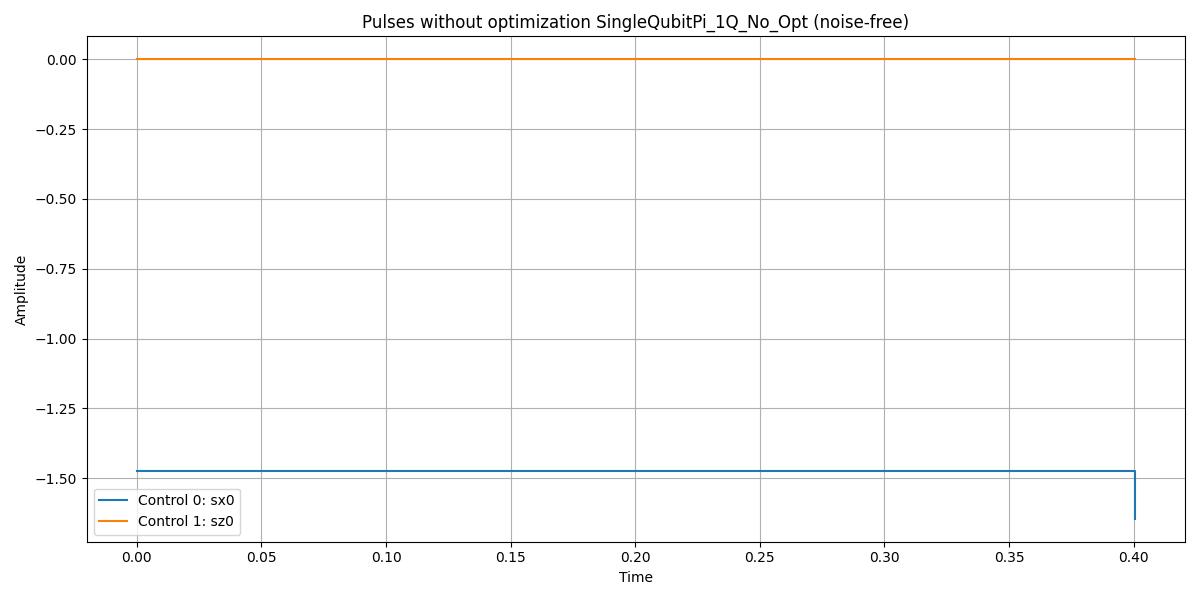 Pulses without optimization SingleQubitPi_1Q_No_Opt (noise-free)
Amplitude
0.00
−0.25
−0.50
−0.75
−1.00
−1.25
−1.50
Control 0: sx0
Control 1: sz0
0.00 0.05 0.10 0.15 0.20 0.25 0.30 0.35 0.40
Time